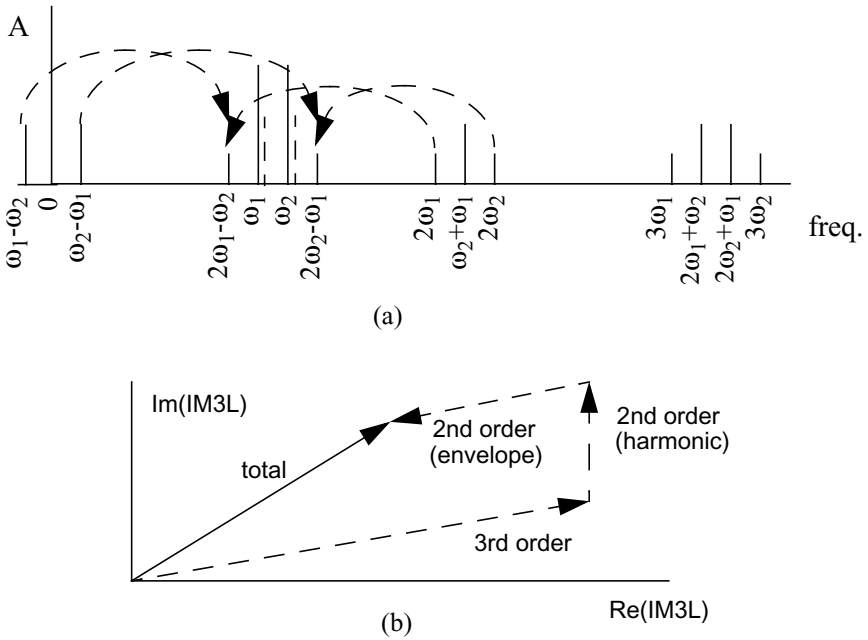 A
ω1-ω2
0
ω2-ω1
2ω1-ω2
ω1
ω2
2ω2-ω1
2ω1
ω2+ω1
2ω2
3ω1
2ω1+ω2
2ω2+ω1
3ω2
freq.
(a)
Im(IM3L)
total
2nd order
(envelope)
2nd order
(harmonic)
3rd order
Re(IM3L)
(b)